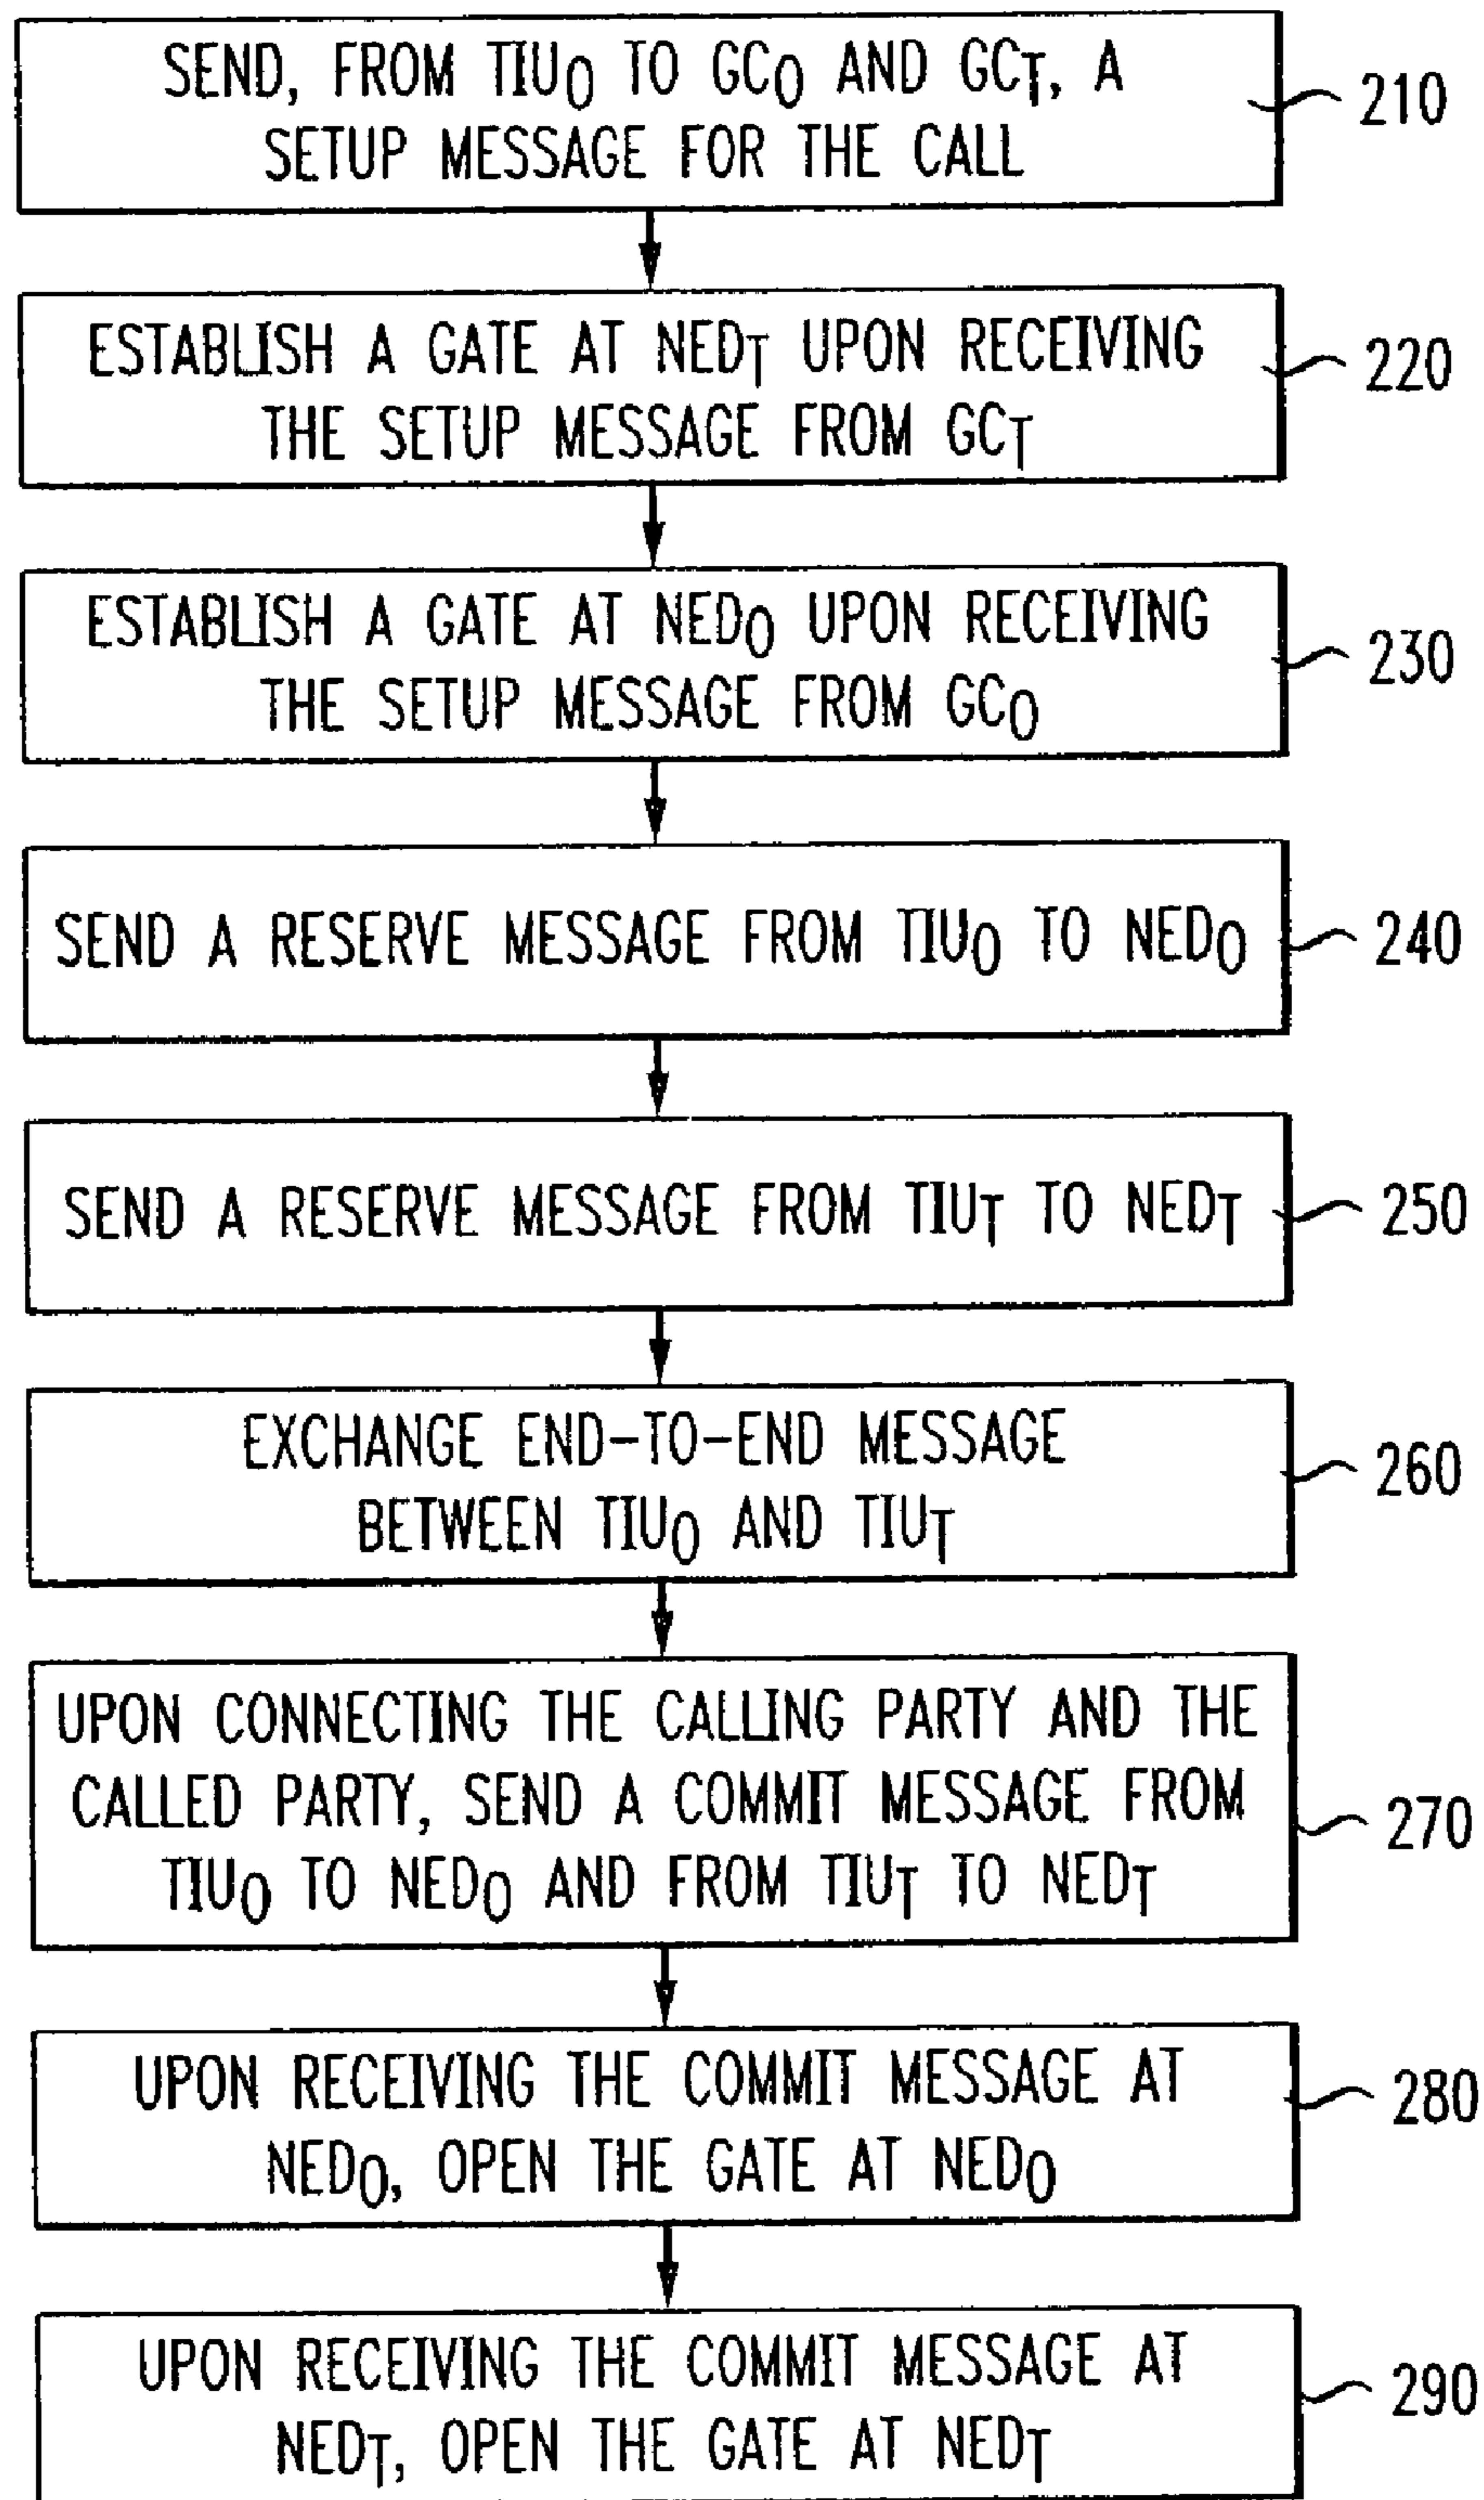 SEND, FROM TIUO TO GCO AND GCT, A
SETUP MESSAGE FOR THE CALL
210
ESTABLISH A GATE AT NEDT UPON RECEIVING
THE SETUP MESSAGE FROM GCT
220
ESTABLISH A GATE AT NEDO UPON RECEIVING
THE SETUP MESSAGE FROM GCO
230
SEND A RESERVE MESSAGE FROM TIUO TO NEDO
240
SEND A RESERVE MESSAGE FROM TIUT TO NEDT
250
EXCHANGE END-TO-END MESSAGE
BETWEEN TIUO AND TIUT
260
UPON CONNECTING THE CALLING PARTY AND THE
CALLED PARTY, SEND A COMMIT MESSAGE FROM
TIUO TO NEDO AND FROM TIUT TO NEDT
270
UPON RECEIVING THE COMMIT MESSAGE AT
NEDO, OPEN THE GATE AT NEDO
280
UPON RECEIVING THE COMMIT MESSAGE AT
NEDT, OPEN THE GATE AT NEDT
290